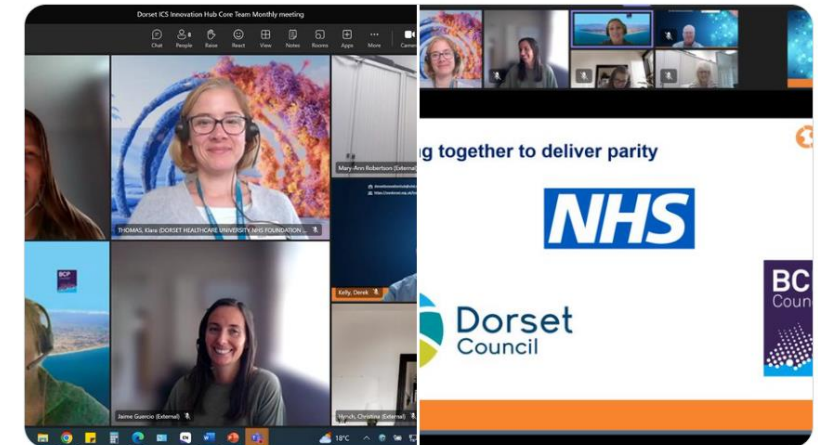 Dorset ICS Innovation Hub Core Team Monthly meeting
Chat People 8 Raise React View Notes Rooms Apps More Camera
Mary-Ann Robertson (External)
THOMAS, Klara (DORSET HEALTHCARE UNIVERSITY NHS FOUNDATION ...
BCP
Kelly, Derek
Jaime Guercio (External)
Christina (External)
18°C
together to deliver parity
NHS
Dorset
Council
BC
Coun